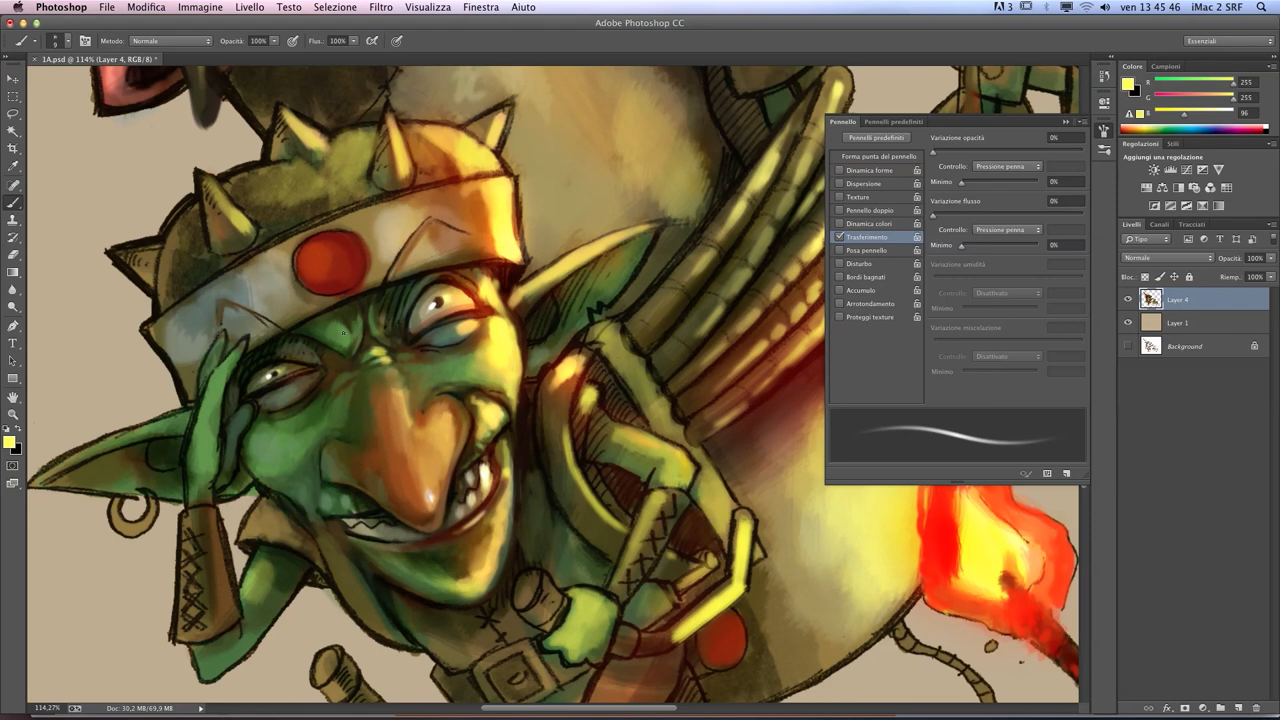 Photoshop File Modifica Immagine Livello Testo Selezione Filtro Visualizza Finestra Aiuto 3 ven 13 45 46 iMac 2 SRF
Adobe Photoshop CC
9 Metodo: Normale Opacità: 100% Flus.: 100% Essenziali
1A.psd @ 114% (Layer 4, RGB/8) *
Colore Campioni
R 255
G 255
B 96
Pennello Pennelli predefiniti
Pennelli predefiniti
Forma punta del pennello
Dinamica forme
Dispersione
Texture
Pennello doppio
Dinamica colori
Trasferimento
Posa pennello
Disturbo
Bordi bagnati
Accumulo
Arrotondamento
Proteggi texture
Variazione opacità 0%
Controllo: Pressione penna
Minimo 0%
Variazione flusso 0%
Controllo: Pressione penna
Minimo 0%
Variazione umidità
Controllo: Disattivato
Minimo
Variazione miscelazione
Controllo: Disattivato
Minimo
Regolazioni Stili
Aggiungi una regolazione
Livelli Canali Tracciati
Tipo
Normale Opacità: 100%
Bloc.: Riemp.: 100%
Layer 4
Layer 1
Background
114,27% Doc: 30,2 MB/69,9 MB